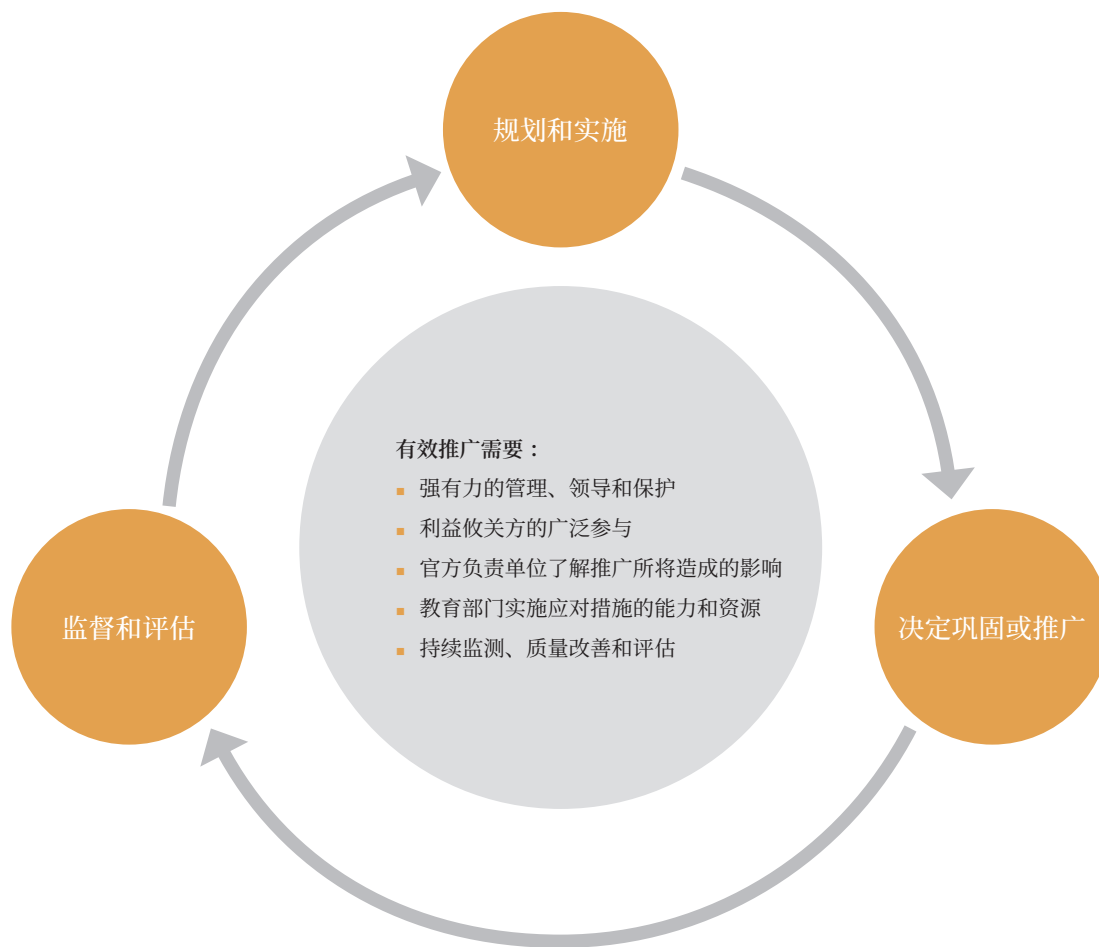 规划和实施
有效推广需要：
▪ 强有力的管理、领导和保护
▪ 利益攸关方的广泛参与
▪ 官方负责单位了解推广所将造成的影响
▪ 教育部门实施应对措施的能力和资源
▪ 持续监测、质量改善和评估
监督和评估
决定巩固或推广